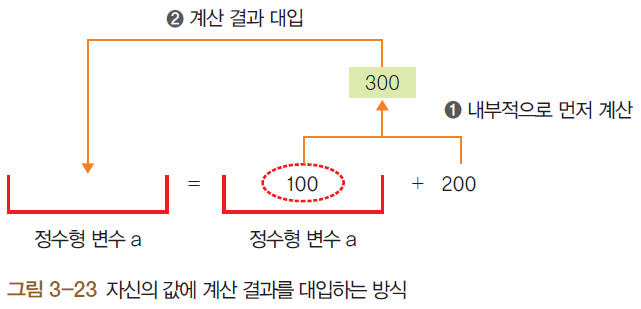 ❷ 계산 결과 대입
300
❶ 내부적으로 먼저 계산
= 100 + 200
정수형 변수 a 정수형 변수 a
그림 3-23 자신의 값에 계산 결과를 대입하는 방식